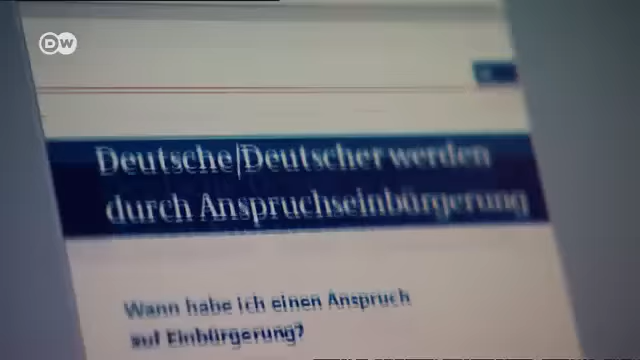 DW
Deutsche|Deutscher werden
durch Anspruchseinbürgerung
Wann habe ich einen Anspruch
auf Einbürgerung?